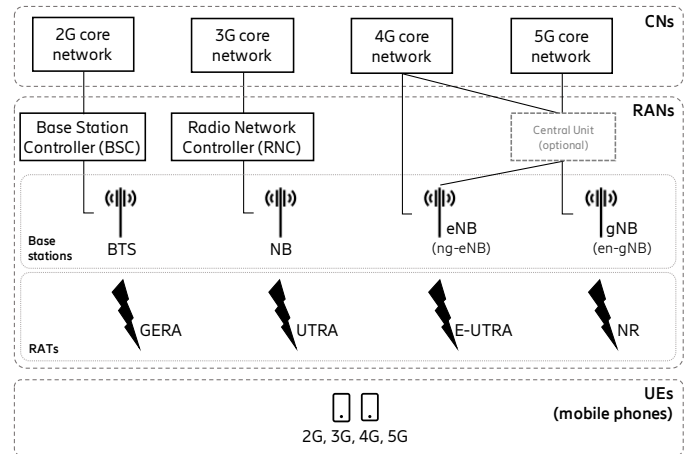 CNs
2G core
network
3G core
network
4G core
network
5G core
network
RANs
Base Station
Controller (BSC)
Radio Network
Controller (RNC)
Central Unit
(optional)
Base
stations
BTS
NB
eNB
(ng-eNB)
gNB
(en-gNB)
RATs
GERA
UTRA
E-UTRA
NR
UEs
(mobile phones)
2G, 3G, 4G, 5G